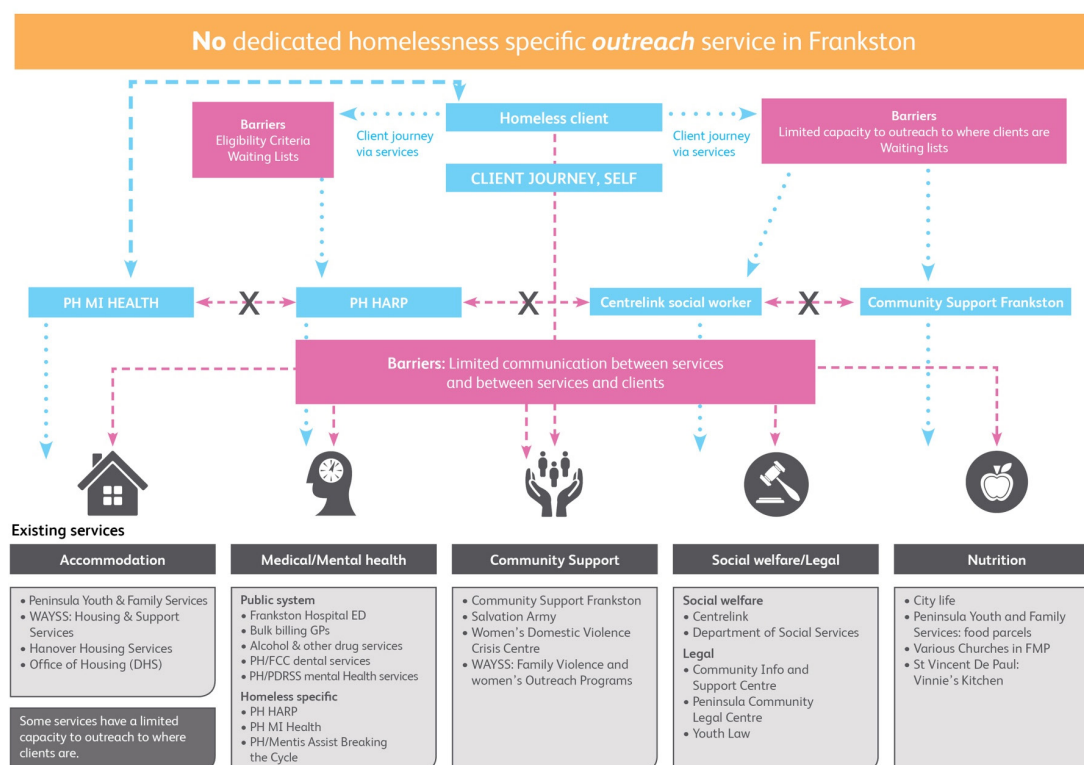 No dedicated homelessness specific outreach service in Frankston
Homeless client
Barriers
Eligibility Criteria
Waiting Lists
Client journey
via services
Client journey
via services
Barriers
Limited capacity to outreach to where clients are
Waiting lists
CLIENT JOURNEY, SELF
PH MI HEALTH
X
PH HARP
X
Centrelink social worker
X
Community Support Frankston
Barriers: Limited communication between services
and between services and clients
Existing services
Accommodation
• Peninsula Youth & Family Services
• WAYSS: Housing & Support
Services
• Hanover Housing Services
• Office of Housing (DHS)
Some services have a limited
capacity to outreach to where
clients are.
Medical/Mental health
Public system
• Frankston Hospital ED
• Bulk billing GPs
• Alcohol & other drug services
• PH/FCC dental services
• PH/PDRSS mental Health services
Homeless specific
• PH HARP
• PH MI Health
• PH/Mentis Assist Breaking
the Cycle
Community Support
• Community Support Frankston
• Salvation Army
• Women's Domestic Violence
Crisis Centre
• WAYSS: Family Violence and
women's Outreach Programs
Social welfare/Legal
Social welfare
• Centrelink
• Department of Social Services
Legal
• Community Info and
Support Centre
• Peninsula Community
Legal Centre
• Youth Law
Nutrition
• City life
• Peninsula Youth and Family
Services: food parcels
• Various Churches in FMP
• St Vincent De Paul:
Vinnie's Kitchen